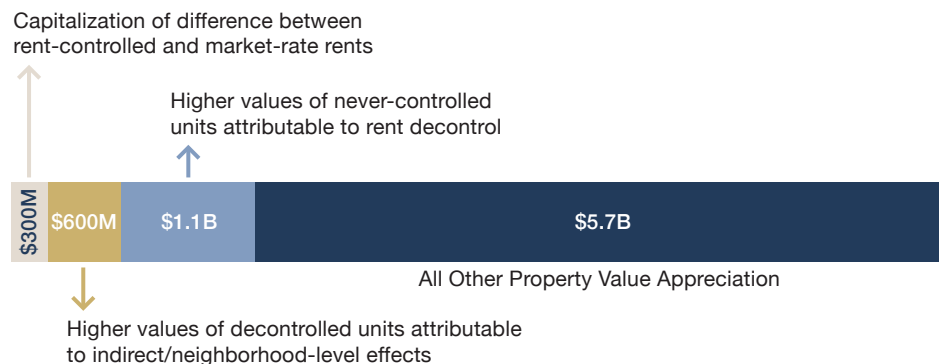 Capitalization of difference between
rent-controlled and market-rate rents
Higher values of never-controlled
units attributable to rent decontrol
$300M
$600M
$1.1B
$5.7B
All Other Property Value Appreciation
Higher values of decontrolled units attributable
to indirect/neighborhood-level effects